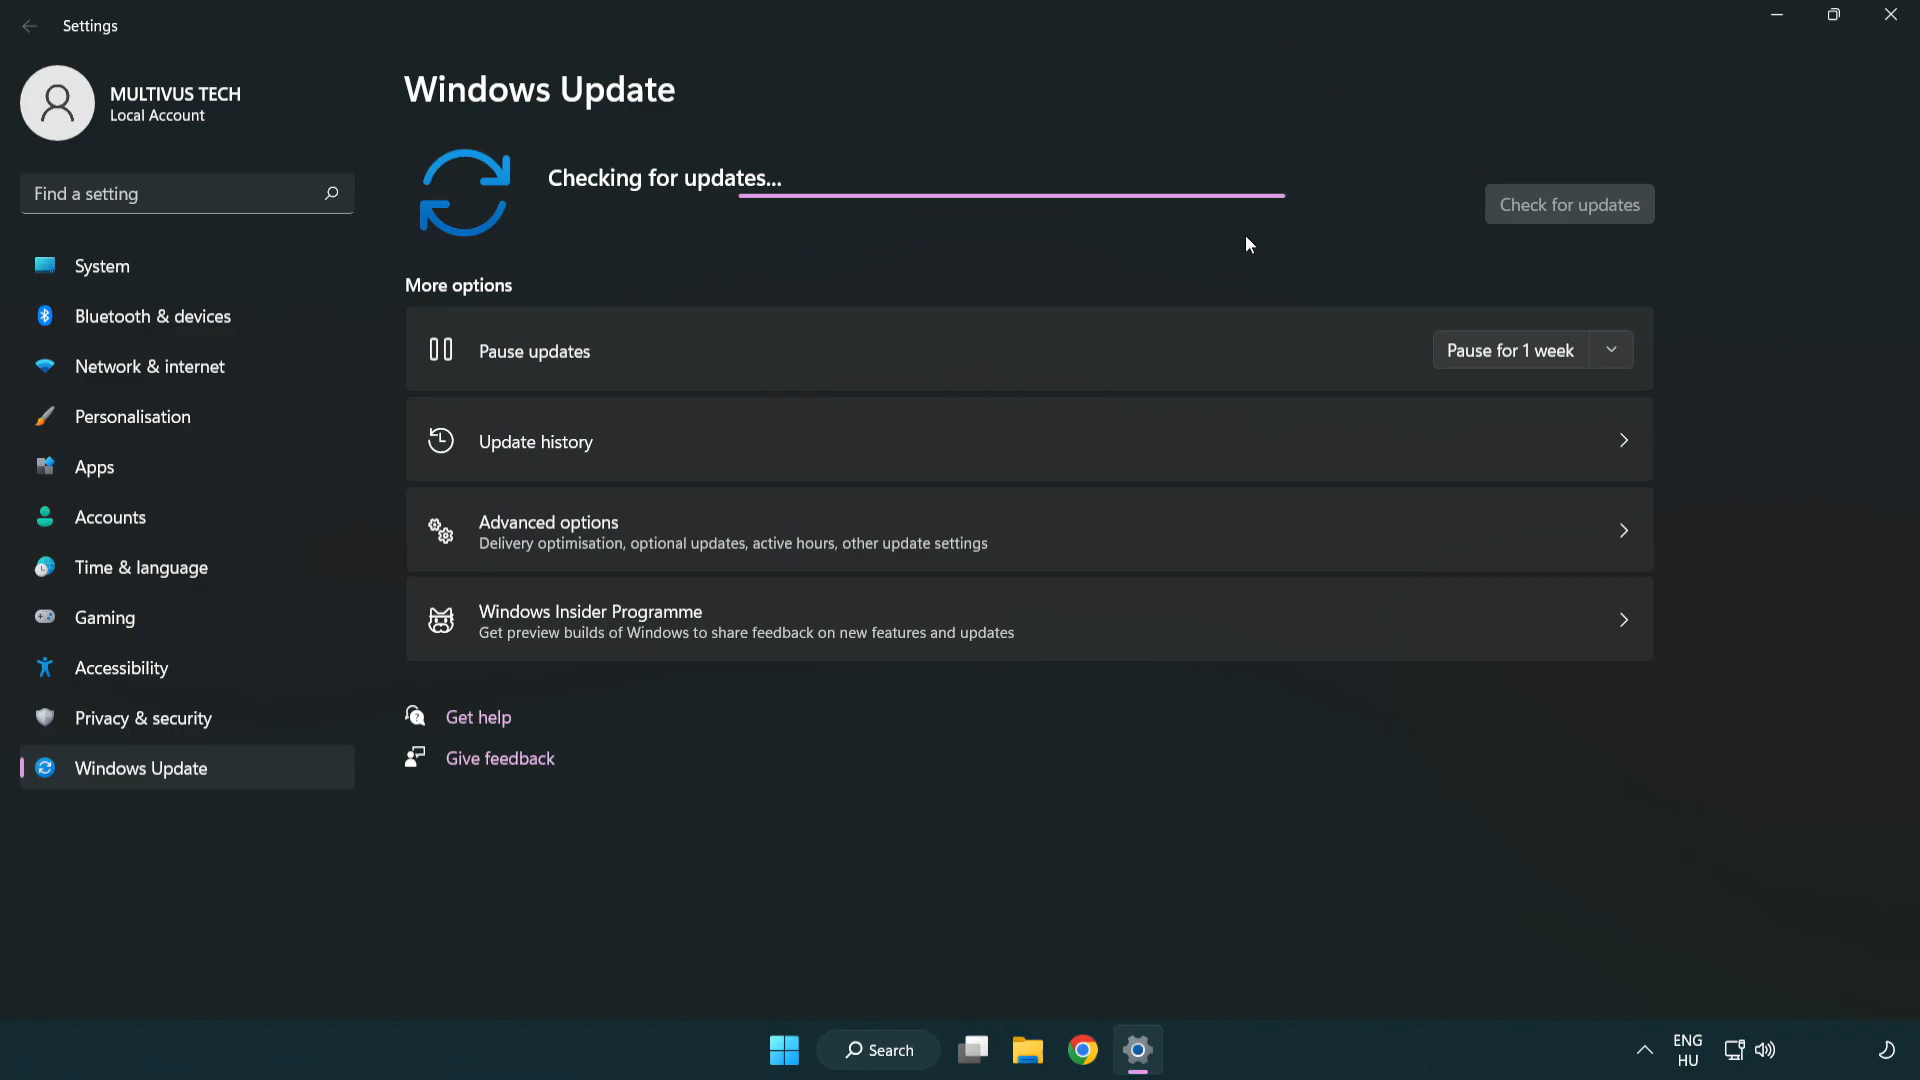 Settings
MULTIVUS TECH
Local Account
Find a setting
System
Bluetooth & devices
Network & internet
Personalisation
Apps
Accounts
Time & language
Gaming
Accessibility
Privacy & security
Windows Update
Windows Update
Checking for updates...
Check for updates
More options
Pause updates
Pause for 1 week
Update history
Advanced options
Delivery optimisation, optional updates, active hours, other update settings
Windows Insider Programme
Get preview builds of Windows to share feedback on new features and updates
Get help
Give feedback
Search
ENG
HU